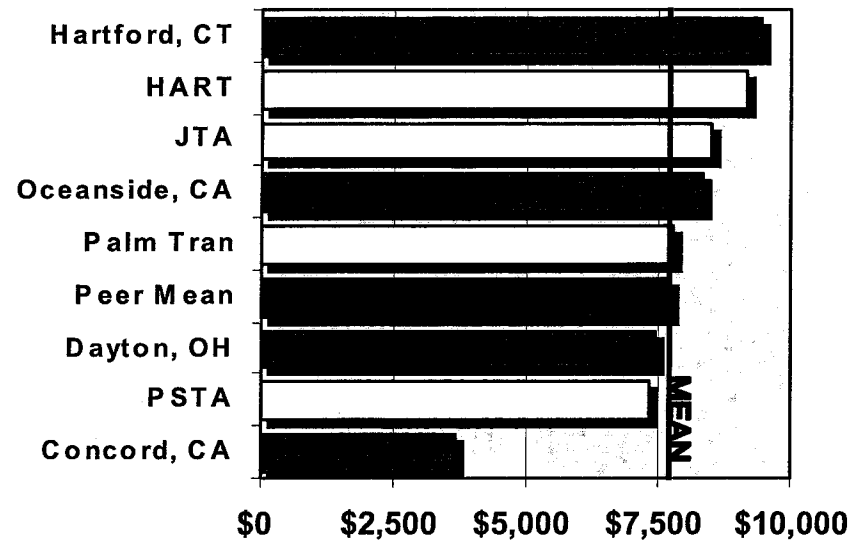 Hartford, CT
HART
JTA
Oceanside, CA
Palm Tran
Peer Mean
Dayton, OH
PSTA
Concord, CA
MEAN
$0 $2,500 $5,000 $7,500 $10,000